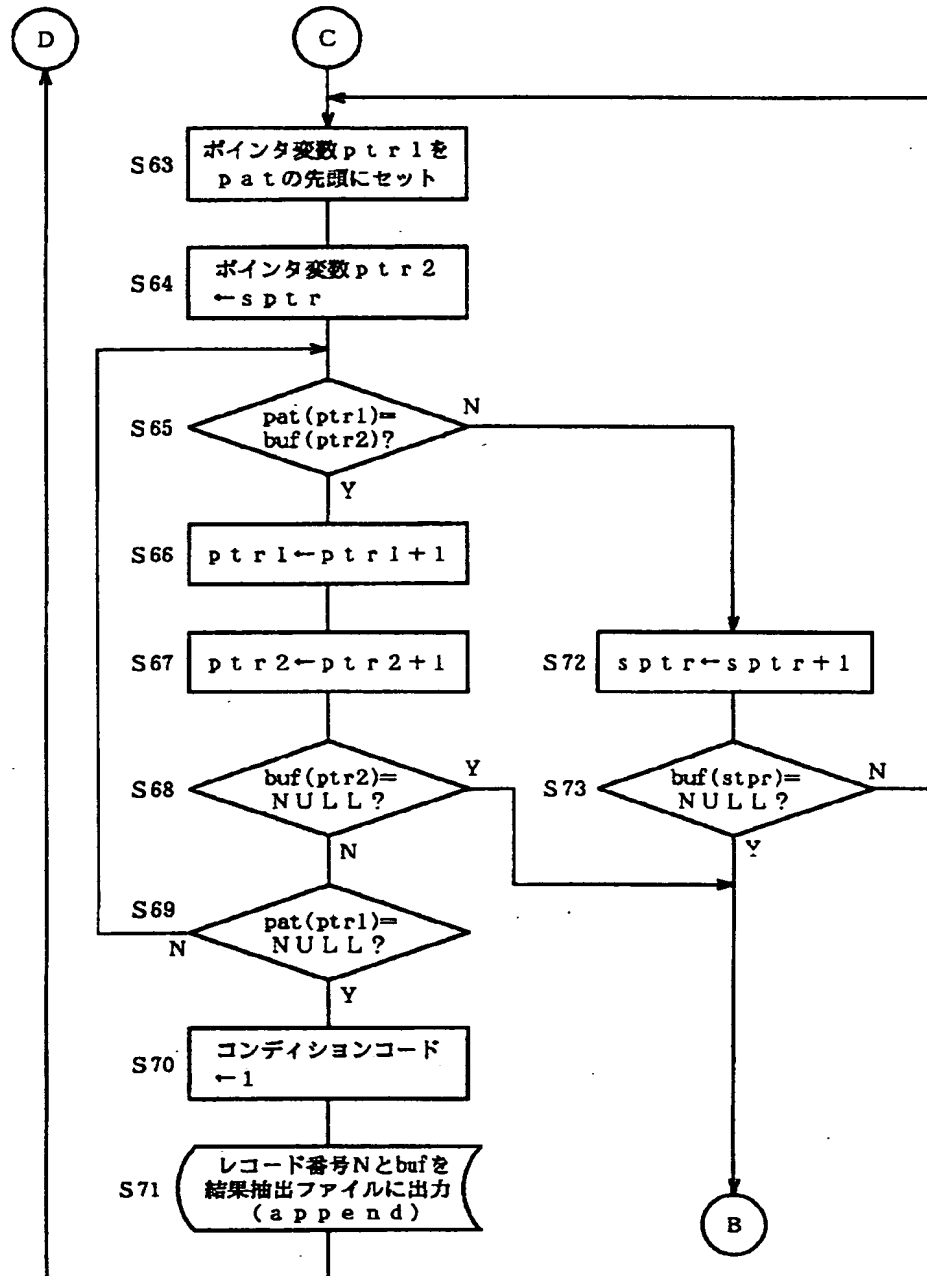 D
C
S63
ポインタ変数ptr1を
patの先頭にセット
S64
ポインタ変数ptr2
←sptr
S65
pat(ptr1)=
buf(ptr2)?
N
Y
S66
ptr1←ptr1+1
S67
ptr2←ptr2+1
S72
sptr←sptr+1
S68
buf(ptr2)=
NULL?
Y
N
S73
buf(stpr)=
NULL?
N
Y
S69
pat(ptr1)=
NULL?
N
Y
S70
コンディションコード
←1
S71
レコード番号Nとbufを
結果抽出ファイルに出力
(append)
B